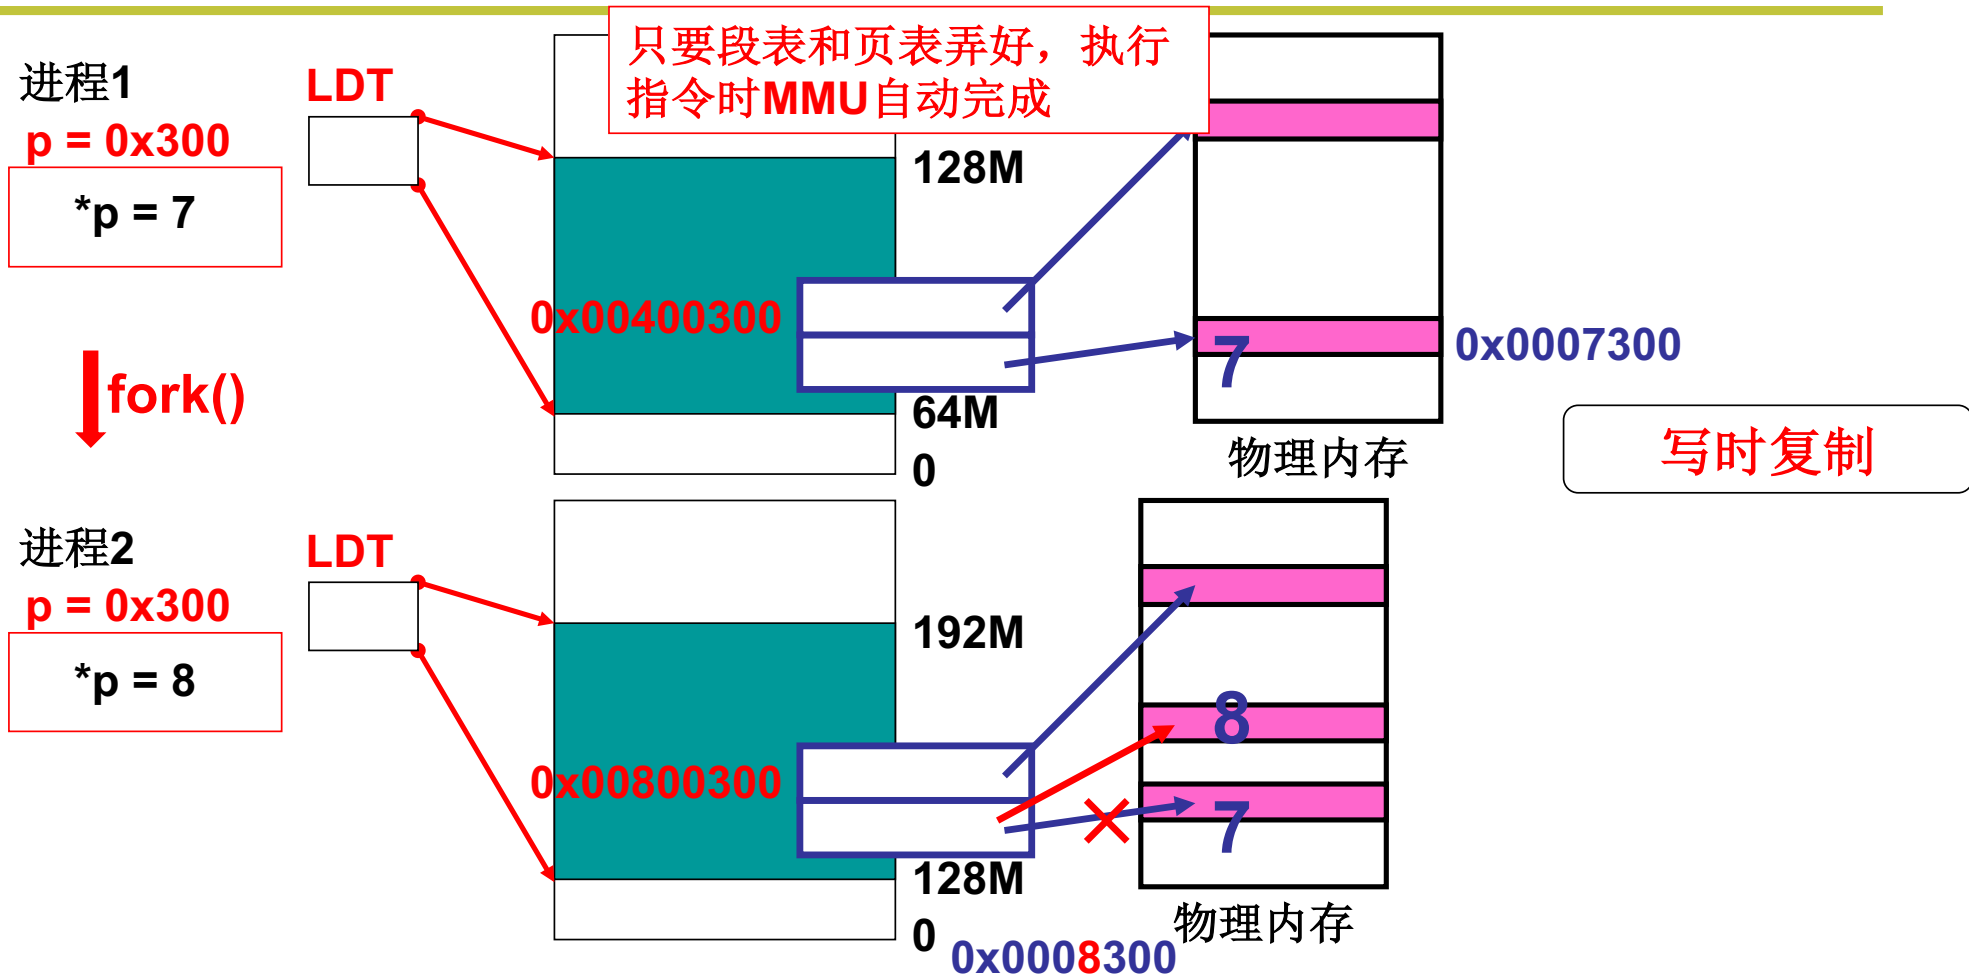 只要段表和页表弄好，执行
指令时MMU自动完成
进程1
p = 0x300
*p = 7
LDT
128M
0x00400300
64M
0
7
0x0007300
物理内存
fork()
写时复制
进程2
p = 0x300
*p = 8
LDT
192M
0x00800300
128M
0
0x0008300
8
7
物理内存